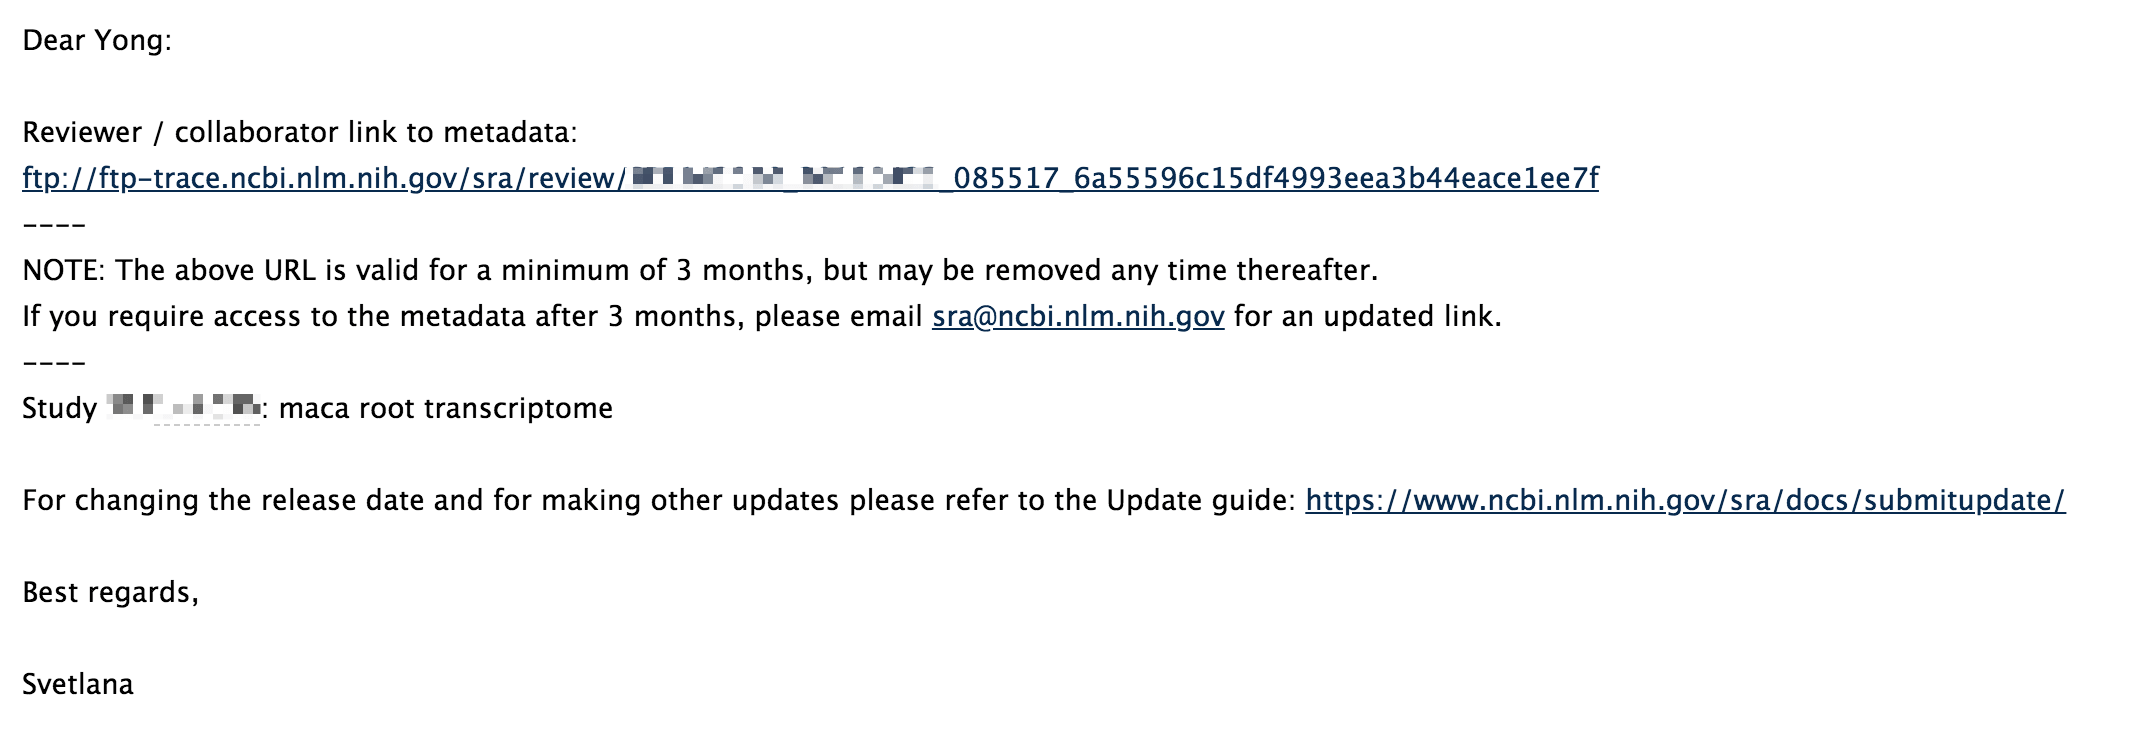 Dear Yong:
Reviewer / collaborator link to metadata:
ftp://ftp-trace.ncbi.nlm.nih.gov/sra/review/ _085517_6a55596c15df4993eea3b44eace1ee7f
----
NOTE: The above URL is valid for a minimum of 3 months, but may be removed any time thereafter.
If you require access to the metadata after 3 months, please email sra@ncbi.nlm.nih.gov for an updated link.
----
Study : maca root transcriptome
For changing the release date and for making other updates please refer to the Update guide: https://www.ncbi.nlm.nih.gov/sra/docs/submitupdate/
Best regards,
Svetlana